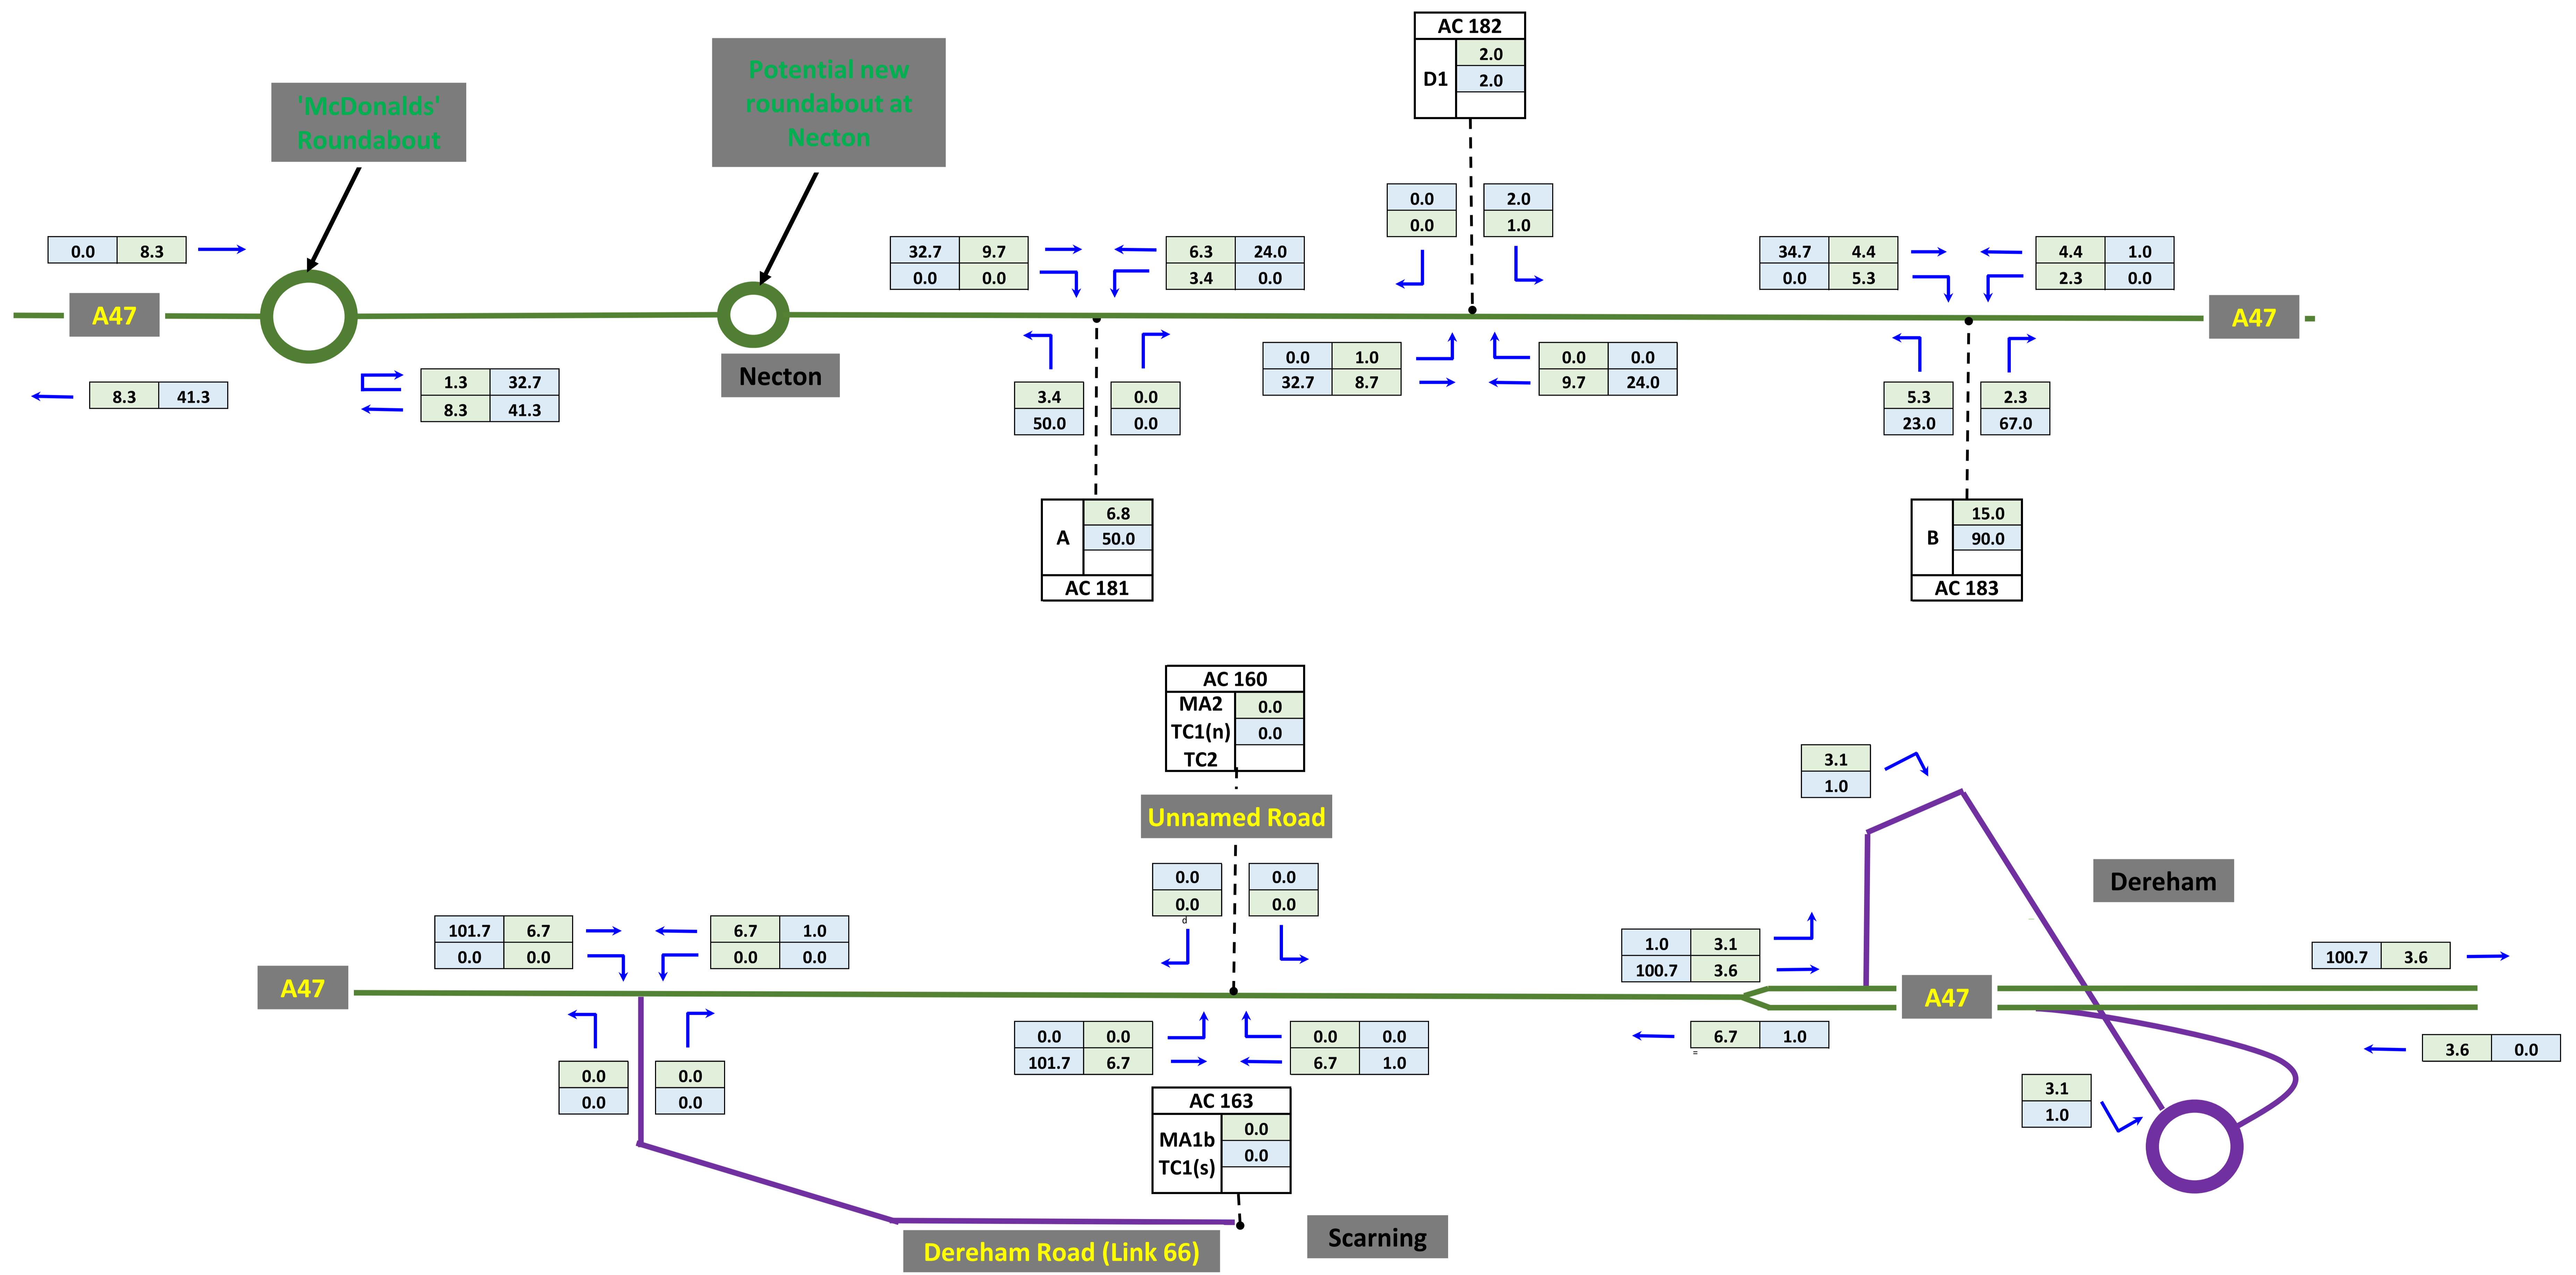 AC 182
2.0
D1
2.0
'McDonalds'
Roundabout
Potential new
roundabout at
Necton
0.0 2.0
0.0 1.0
0.0 8.3
32.7 9.7
0.0 0.0
6.3 24.0
3.4 0.0
34.7 4.4
0.0 5.3
4.4 1.0
2.3 0.0
A47
A47
8.3 41.3
1.3 32.7
8.3 41.3
Necton
3.4 0.0
50.0 0.0
0.0 1.0
32.7 8.7
0.0 0.0
9.7 24.0
5.3 2.3
23.0 67.0
6.8
A
50.0
AC 181
15.0
B
90.0
AC 183
AC 160
MA2 0.0
TC1(n) 0.0
TC2
Unnamed Road
3.1
1.0
Dereham
0.0 0.0
0.0 0.0
d
101.7 6.7
0.0 0.0
6.7 1.0
0.0 0.0
1.0 3.1
100.7 3.6
100.7 3.6
A47
A47
0.0 0.0
101.7 6.7
0.0 0.0
6.7 1.0
6.7 1.0
=
3.6 0.0
0.0 0.0
0.0 0.0
3.1
1.0
AC 163
0.0
MA1b
0.0
TC1(s)
Scarning
Dereham Road (Link 66)